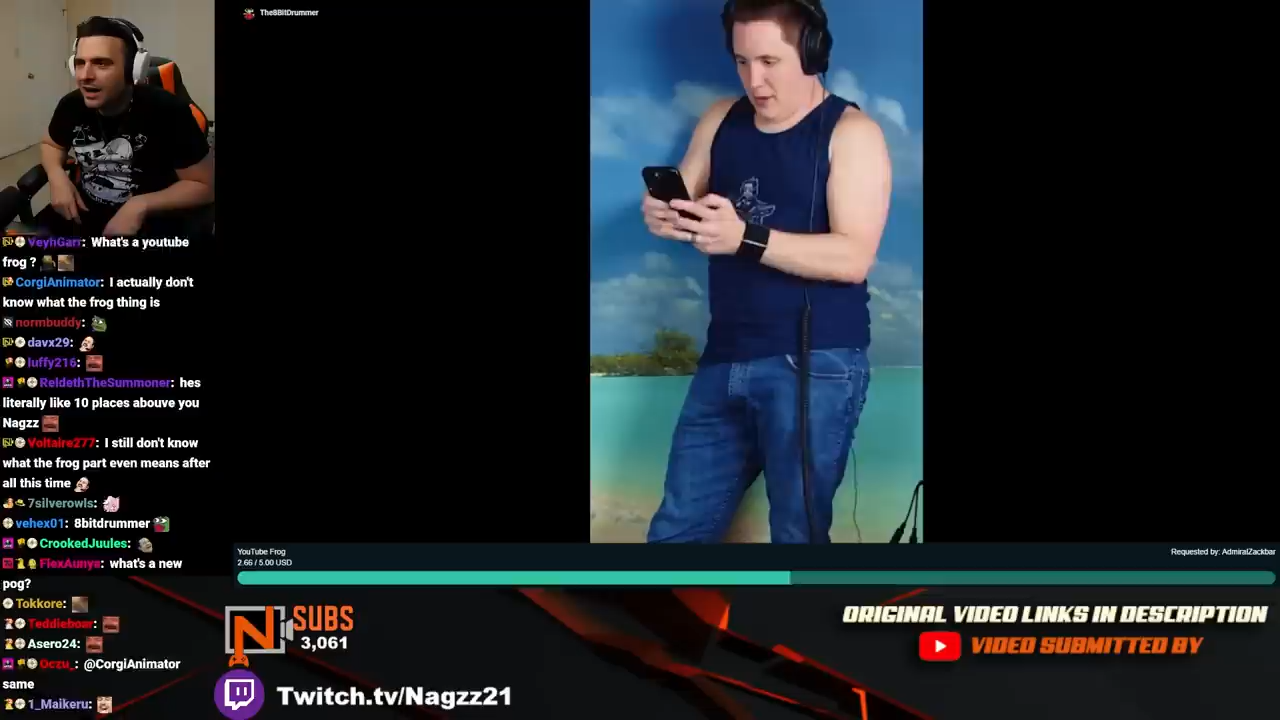 The8BitDrummer
VeyhGarr: What's a youtube
frog ?
CorgiAnimator: I actually don't
know what the frog thing is
normbuddy:
davx29:
luffy216:
ReldethTheSummoner: hes
literally like 10 places abouve you
Nagzz
Voltaire277: I still don't know
what the frog part even means after
all this time
7silverowls:
vehex01: 8bitdrummer
CrookedJuules:
FlexAunya: what's a new
pog?
Tokkore:
Teddiebear:
Asero24:
Oczu_: @CorgiAnimator
same
1_Maikeru:
YouTube Frog
2.66 / 5.00 USD
Requested by: AdmiralZackbar
N SUBS
3,061
Twitch.tv/Nagzz21
ORIGINAL VIDEO LINKS IN DESCRIPTION
VIDEO SUBMITTED BY